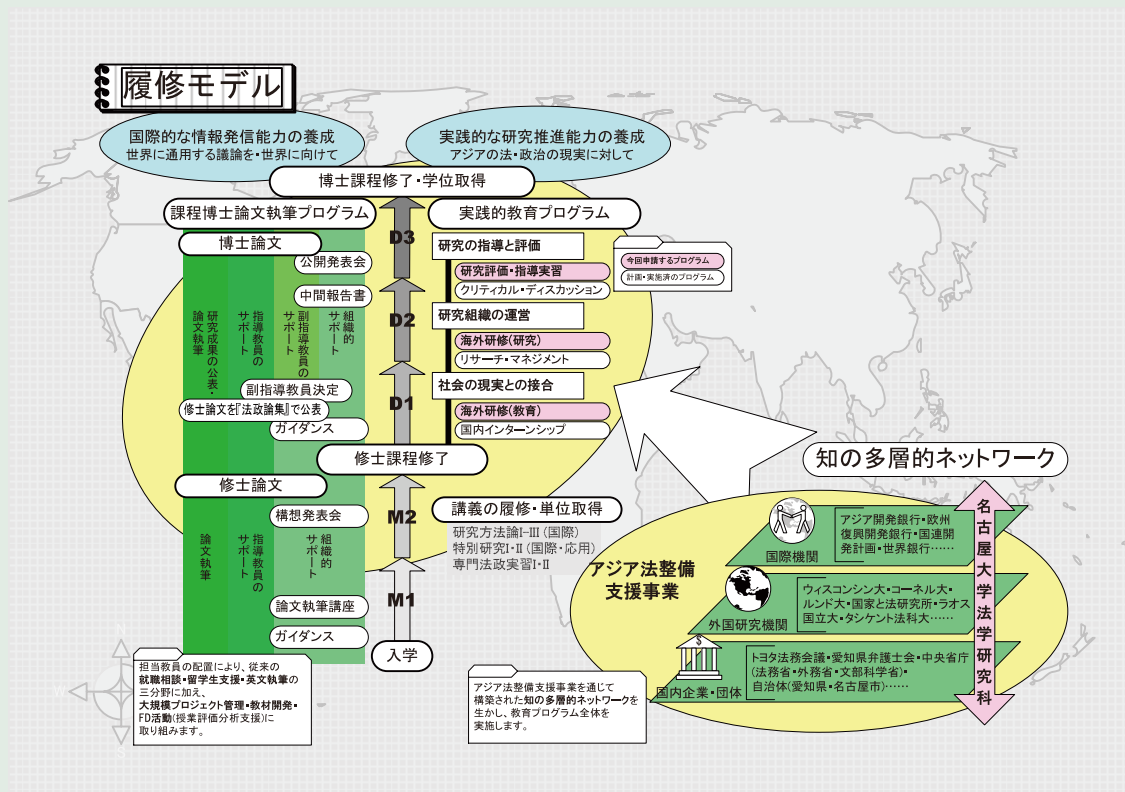 履修モデル
国際的な情報発信能力の養成
世界に通用する議論を・世界に向けて
実践的な研究推進能力の養成
アジアの法・政治の現実に対して
博士課程修了・学位取得
課程博士論文執筆プログラム
実践的教育プログラム
博士論文
公開発表会
中間報告書
研究成果の公表・
論文執筆
指導教員の
サポート
副指導教員の
サポート
組織的
サポート
副指導教員決定
修士論文を『法政論集』で公表
ガイダンス
D3
D2
D1
研究の指導と評価
研究評価・指導実習
クリティカル・ディスカッション
研究組織の運営
海外研修(研究)
リサーチ・マネジメント
社会の現実との接合
海外研修(教育)
国内インターンシップ
今回申請するプログラム
計画・実施済のプログラム
修士課程修了
修士論文
構想発表会
論文執筆
指導教員の
サポート
組織的
サポート
論文執筆講座
ガイダンス
M2
M1
入学
講義の履修・単位取得
研究方法論I-III (国際)
特別研究I・II (国際・応用)
専門法政実習I・II
知の多層的ネットワーク
アジア法整備
支援事業
国際機関
アジア開発銀行・欧州
復興開発銀行・国連開
発計画・世界銀行……
外国研究機関
ウィスコンシン大・コーネル大・
ルンド大・国家と法研究所・ラオス
国立大・タシケント法科大……
$
国内企業・団体
トヨタ法務会議・愛知県弁護士会・中央省庁
(法務省・外務省・文部科学省)・
自治体(愛知県・名古屋市)……
名古屋大学法学研究科
担当教員の配置により、従来の
就職相談・留学生支援・英文執筆の
三分野に加え、
大規模プロジェクト管理・教材開発・
FD活動(授業評価分析支援)に
取り組みます。
アジア法整備支援事業を通じて
構築された知の多層的ネットワークを
生かし、教育プログラム全体を
実施します。